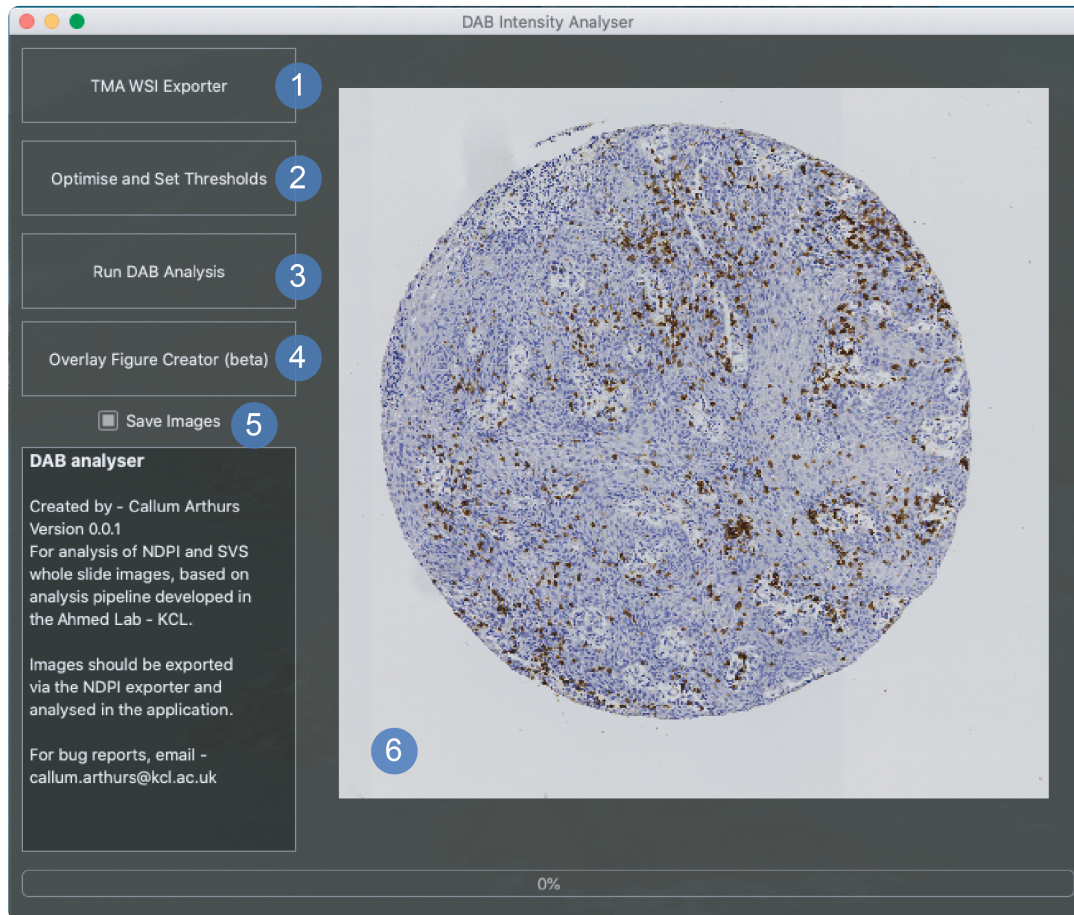 DAB Intensity Analyser
TMA WSI Exporter
1
Optimise and Set Thresholds
2
Run DAB Analysis
3
Overlay Figure Creator (beta)
4
Save Images
5
DAB analyser
Created by - Callum Arthurs
Version 0.0.1
For analysis of NDPI and SVS
whole slide images, based on
analysis pipeline developed in
the Ahmed Lab - KCL.
Images should be exported
via the NDPI exporter and
analysed in the application.
For bug reports, email -
callum.arthurs@kcl.ac.uk
6
0%